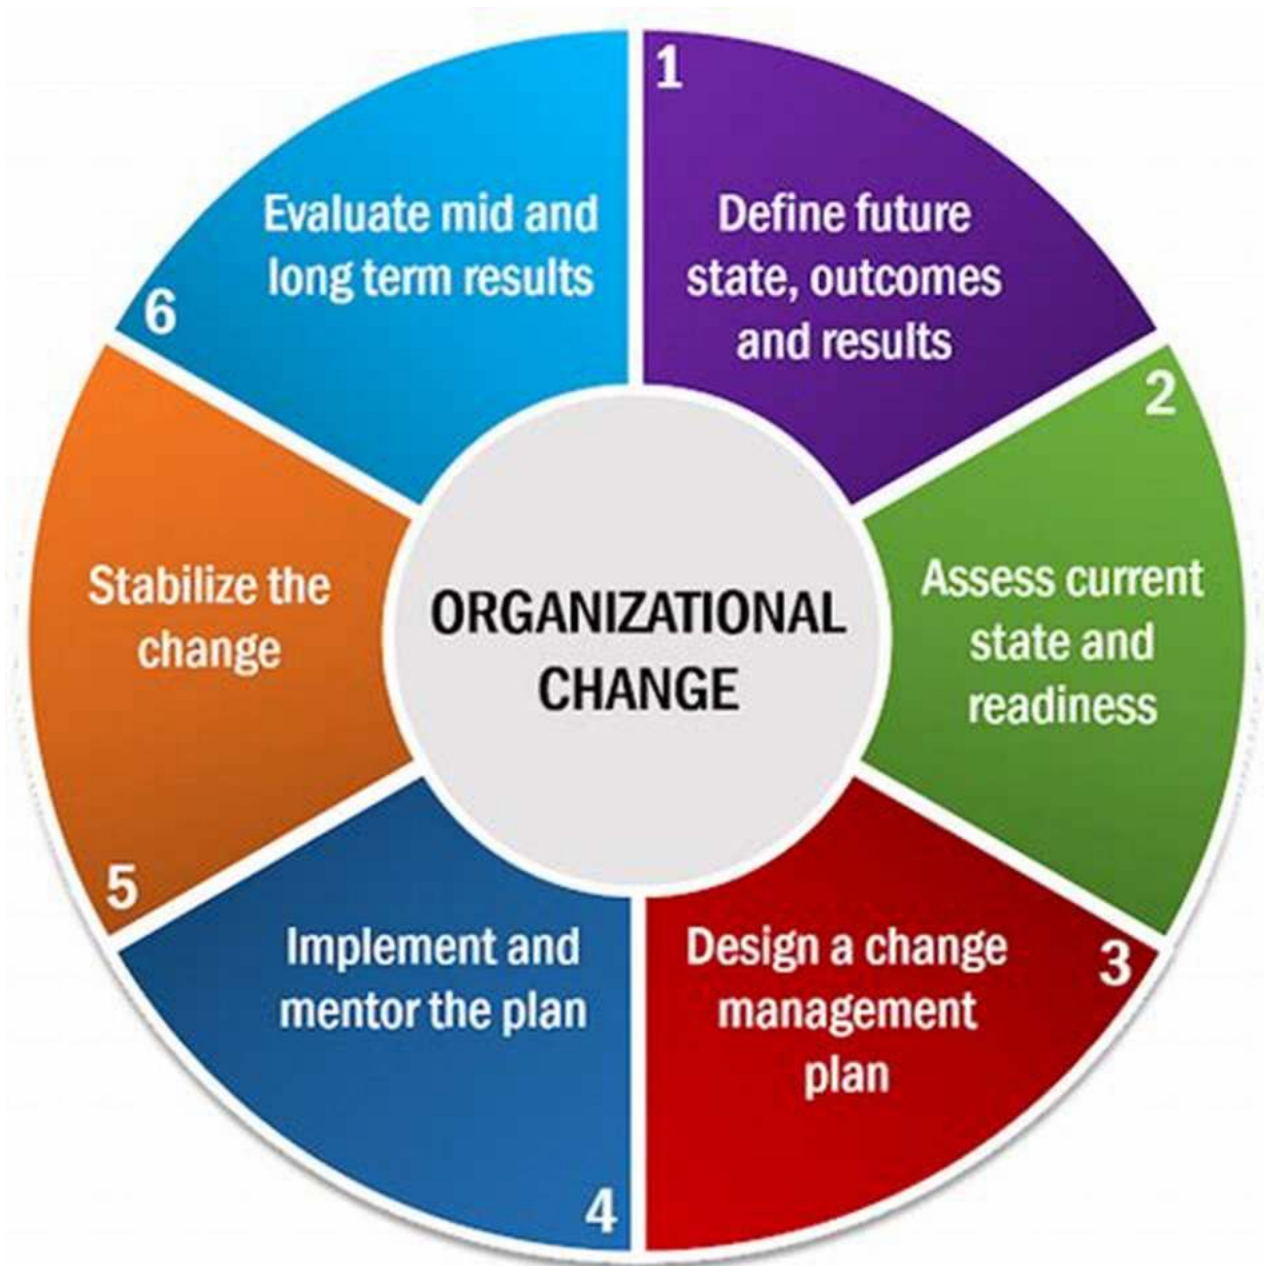 1
Define future
state, outcomes
and results
2
Assess current
state and
readiness
3
Design a change
management
plan
4
Implement and
mentor the plan
5
Stabilize the
change
6
Evaluate mid and
long term results
ORGANIZATIONAL
CHANGE